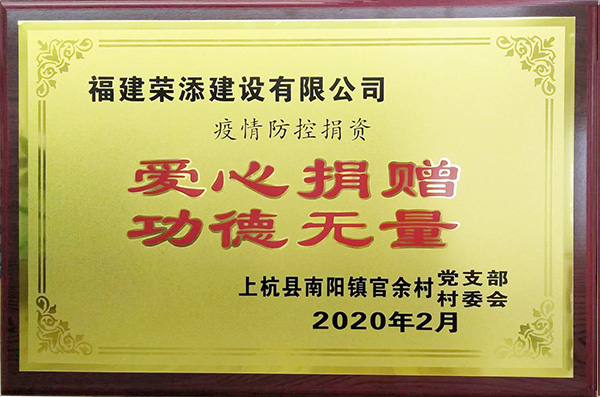 福建荣添建设有限公司
疫情防控捐资
爱心捐赠
功德无量
上杭县南阳镇官余村党支部
村委会
2020年2月